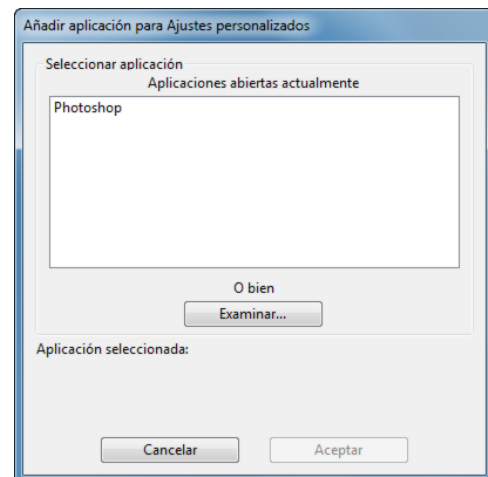 Añadir aplicación para Ajustes personalizados
Seleccionar aplicación
Aplicaciones abiertas actualmente
Photoshop
O bien
Examinar...
Aplicación seleccionada:
Cancelar
Aceptar